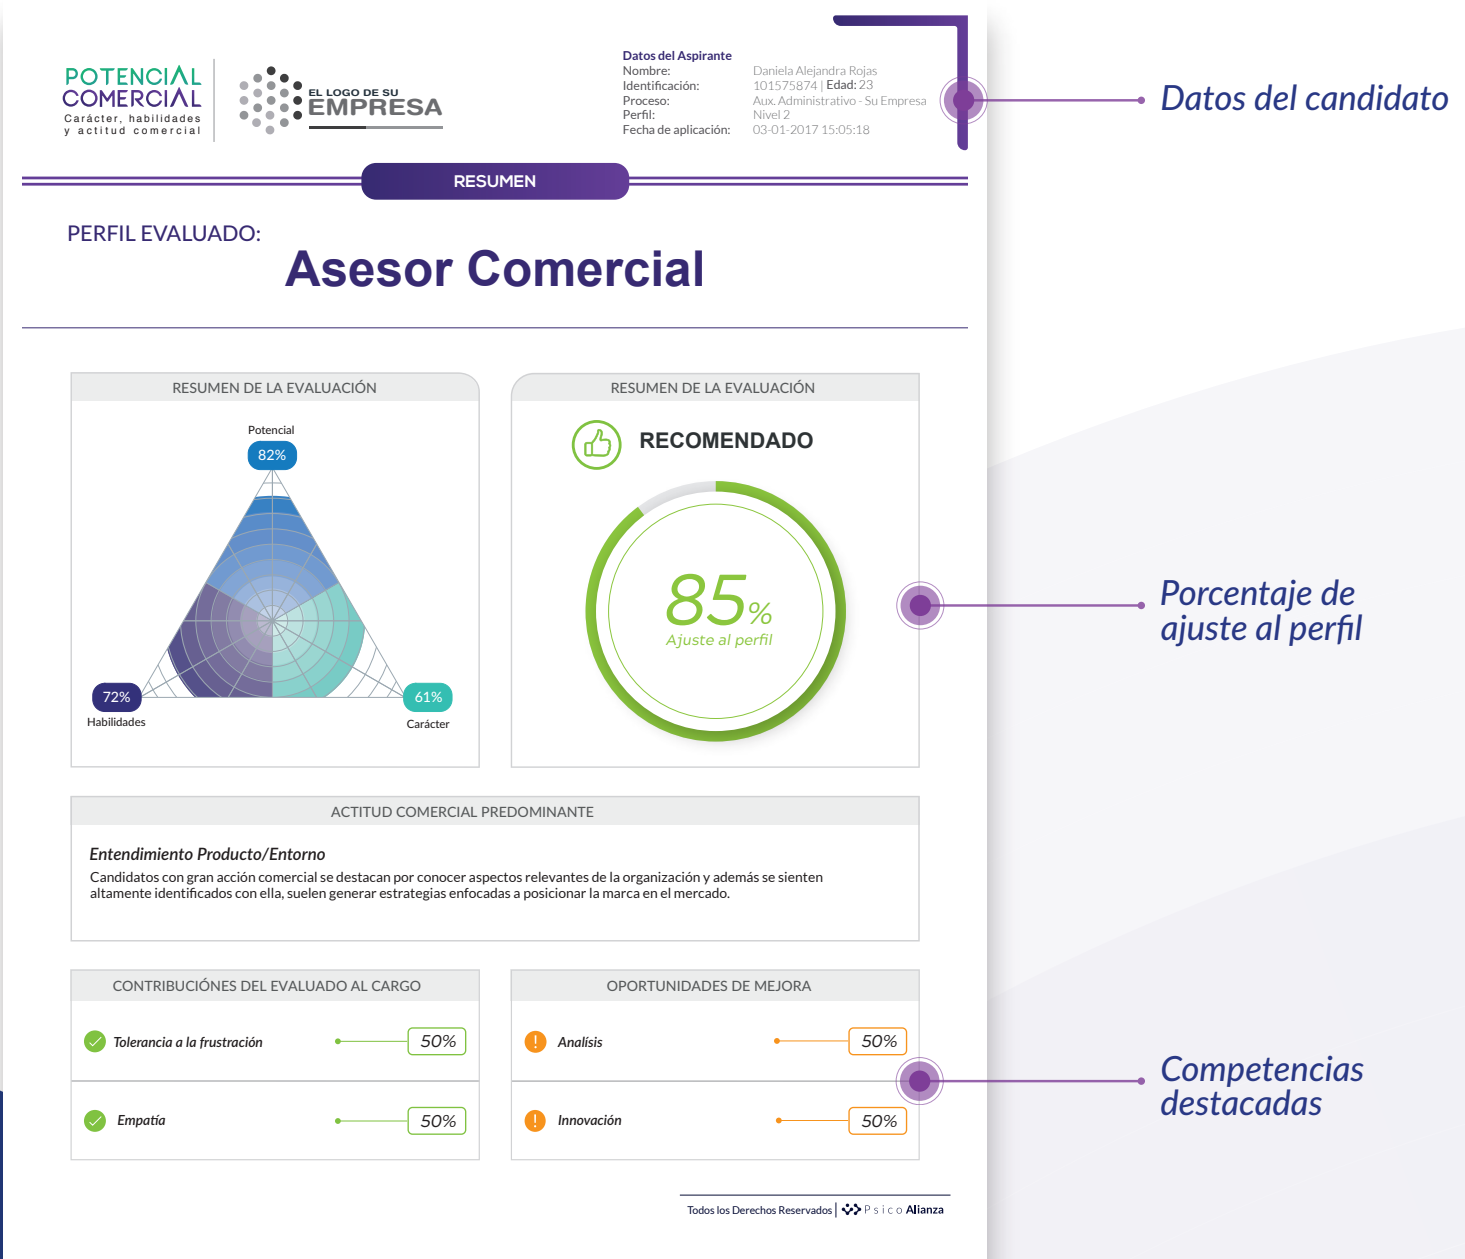 POTENCIAL
COMERCIAL
Carácter, habilidades
y actitud comercial
EL LOGO DE SU
EMPRESA
Datos del Aspirante
Nombre: Daniela Alejandra Rojas
Identificación: 101575874 | Edad: 23
Proceso: Aux. Administrativo - Su Empresa
Perfil: Nivel 2
Fecha de aplicación: 03-01-2017 15:05:18
Datos del candidato
RESUMEN
PERFIL EVALUADO:
Asesor Comercial
RESUMEN DE LA EVALUACIÓN
Potencial
82%
72%
Habilidades
61%
Carácter
RESUMEN DE LA EVALUACIÓN
RECOMENDADO
85%
Ajuste al perfil
Porcentaje de
ajuste al perfil
ACTITUD COMERCIAL PREDOMINANTE
Entendimiento Producto/Entorno
Candidatos con gran acción comercial se destacan por conocer aspectos relevantes de la organización y además se sienten
altamente identificados con ella, suelen generar estrategias enfocadas a posicionar la marca en el mercado.
CONTRIBUCIÓNES DEL EVALUADO AL CARGO
Tolerancia a la frustración 50%
Empatía 50%
OPORTUNIDADES DE MEJORA
Analísis 50%
Innovación 50%
Competencias
destacadas
Todos los Derechos Reservados | Psico Alianza